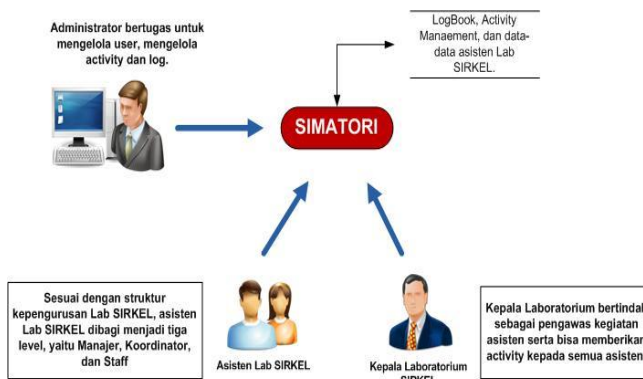 Administrator bertugas untuk
mengelola user, mengelola
activity dan log.
LogBook, Activity
Manaement, dan data-
data asisten Lab
SIRKEL.
SIMATORI
Sesuai dengan struktur
kepengurusan Lab SIRKEL, asisten
Lab SIRKEL dibagi menjadi tiga
level, yaitu Manajer, Koordinator,
dan Staff
Asisten Lab SIRKEL
Kepala Laboratorium
SIRKEL
Kepala Laboratorium bertindak
sebagai pengawas kegiatan
asisten serta bisa memberikan
activity kepada semua asisten